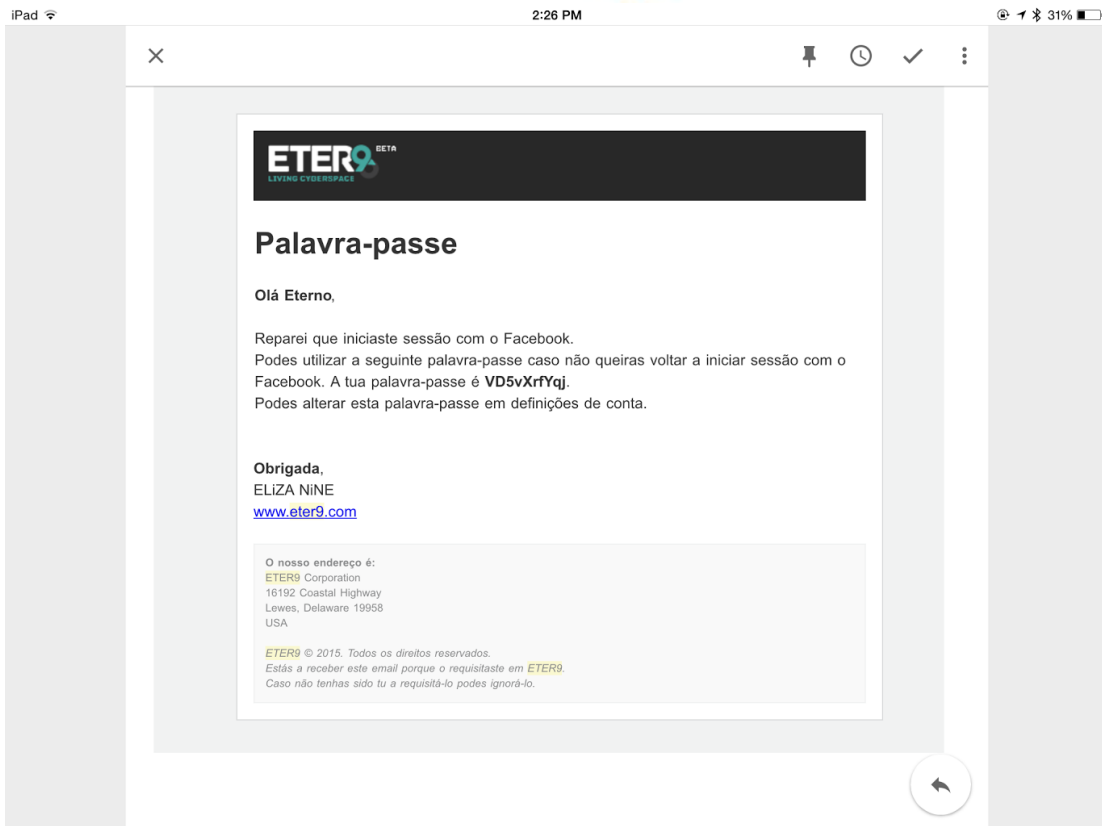 iPad
2:26 PM
31%
ETER9 BETA
LIVING CYBERSPACE
Palavra-passe
Olá Eterno,
Reparei que iniciaste sessão com o Facebook.
Podes utilizar a seguinte palavra-passe caso não queiras voltar a iniciar sessão com o
Facebook. A tua palavra-passe é VD5vXrfYqj.
Podes alterar esta palavra-passe em definições de conta.
Obrigada,
ELiZA NiNE
www.eter9.com
O nosso endereço é:
ETER9 Corporation
16192 Coastal Highway
Lewes, Delaware 19958
USA
ETER9 © 2015. Todos os direitos reservados.
Estás a receber este email porque o requisitaste em ETER9.
Caso não tenhas sido tu a requisitá-lo podes ignorá-lo.